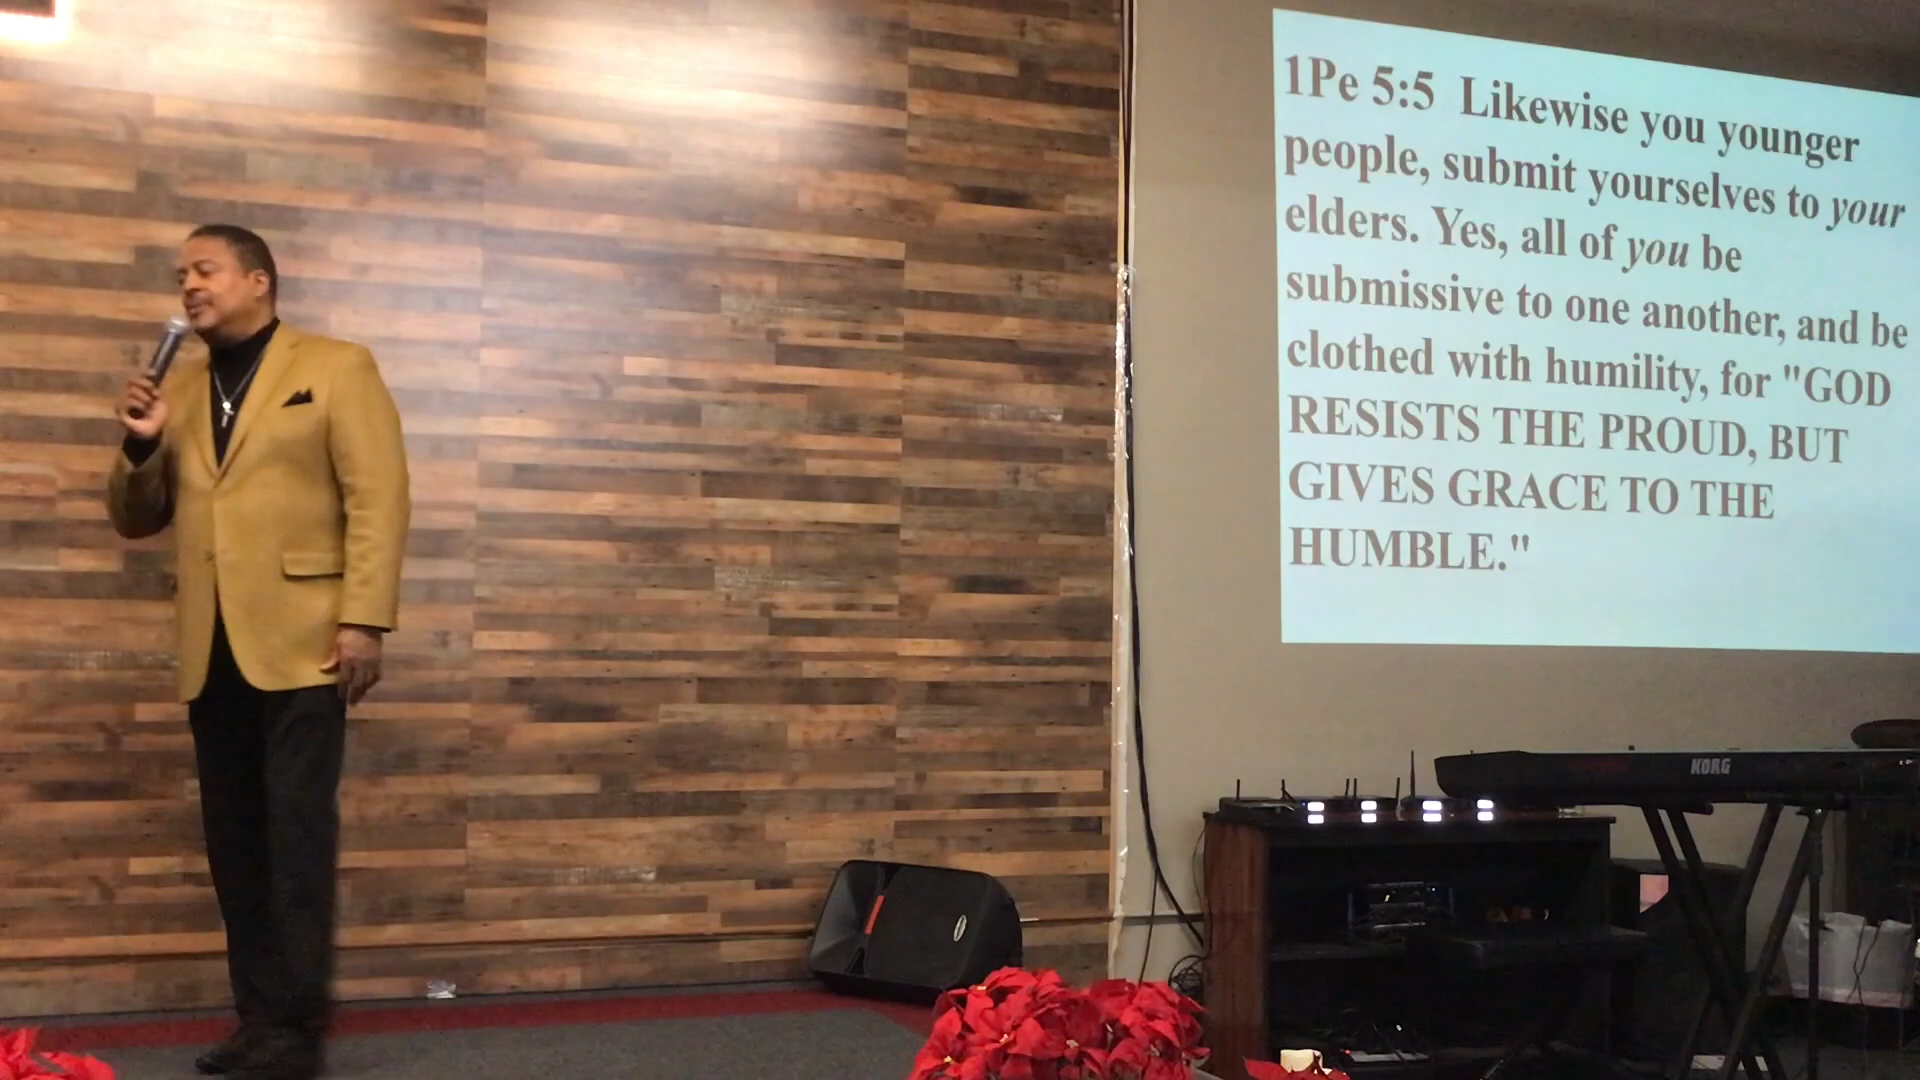 1Pe 5:5 Likewise you younger
people, submit yourselves to your
elders. Yes, all of you be
submissive to one another, and be
clothed with humility, for "GOD
RESISTS THE PROUD, BUT
GIVES GRACE TO THE
HUMBLE."
KORG